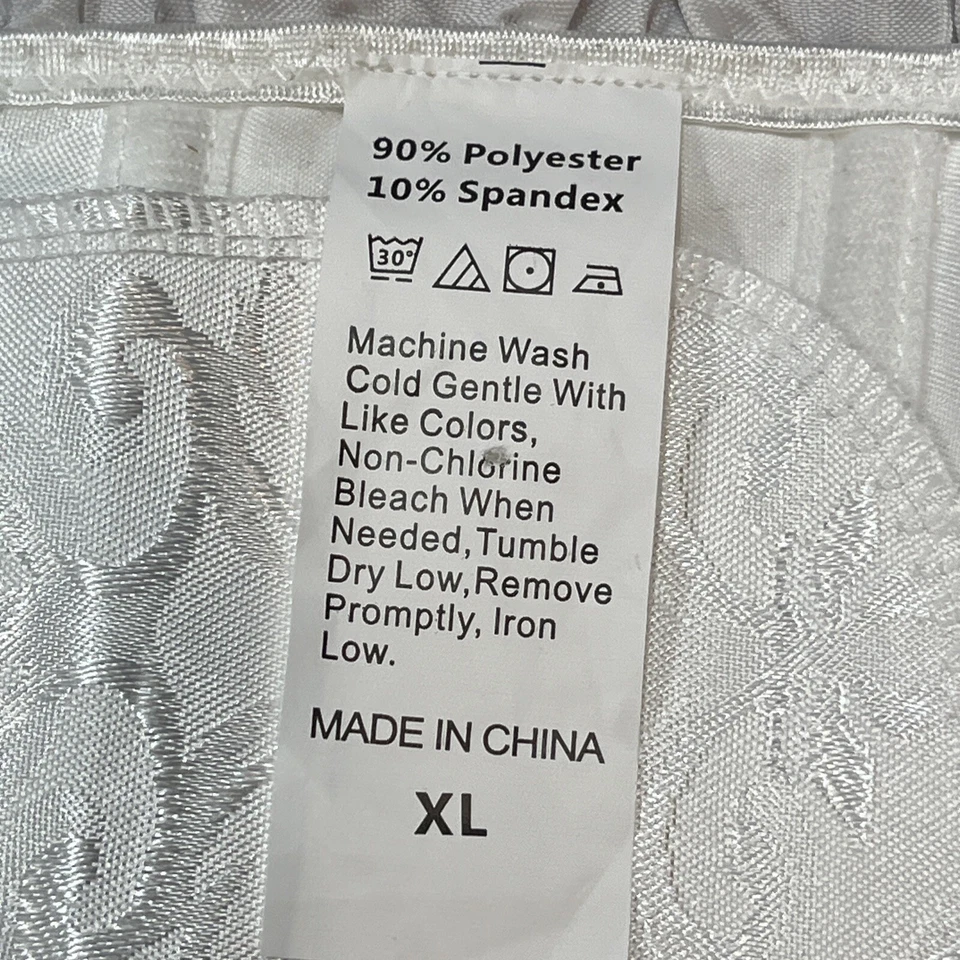 90% Polyester
10% Spandex
30°
Machine Wash
Cold Gentle With
Like Colors,
Non-Chlorine
Bleach When
Needed,Tumble
Dry Low,Remove
Promptly, Iron
Low.
MADE IN CHINA
XL